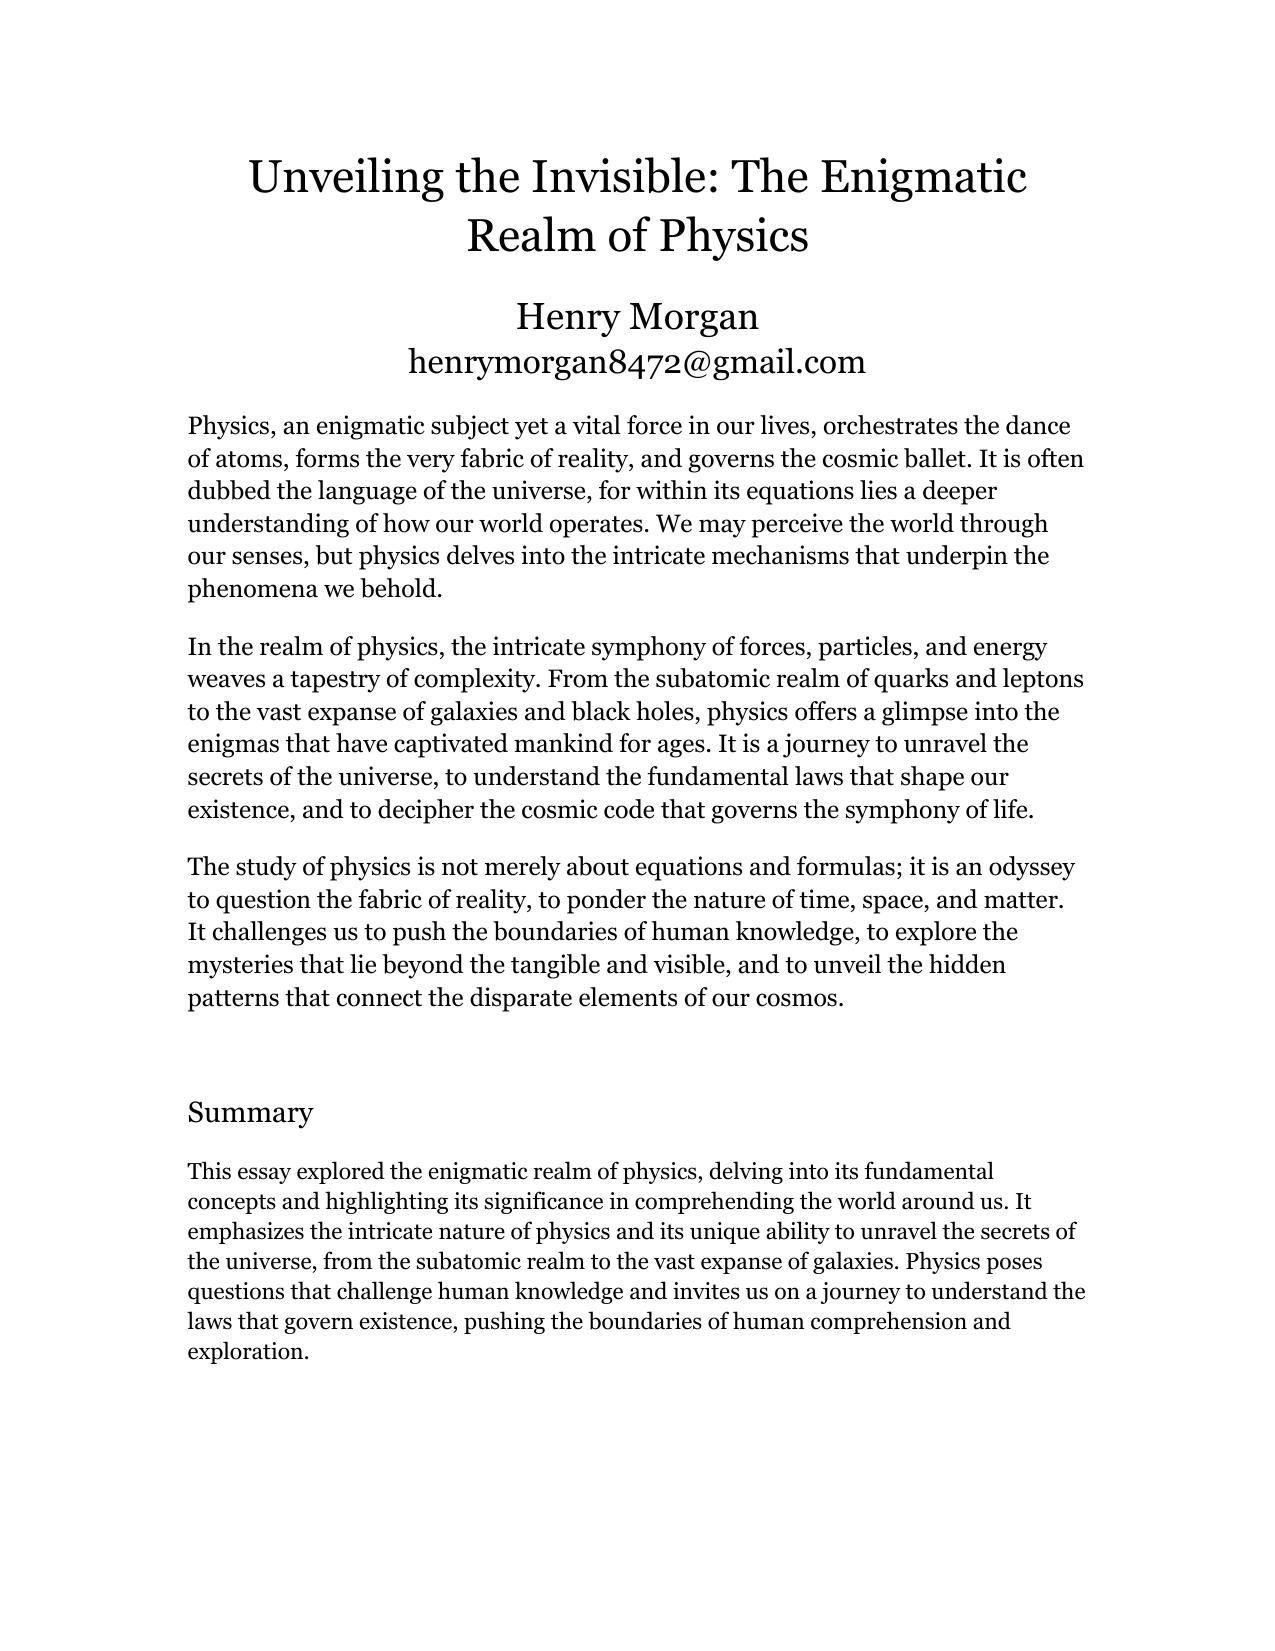 Unveiling the Invisible: The Enigmatic
Realm of Physics
Henry Morgan
henrymorgan8472@gmail.com
Physics, an enigmatic subject yet a vital force in our lives, orchestrates the dance
of atoms, forms the very fabric of reality, and governs the cosmic ballet. It is often
dubbed the language of the universe, for within its equations lies a deeper
understanding of how our world operates. We may perceive the world through
our senses, but physics delves into the intricate mechanisms that underpin the
phenomena we behold.
In the realm of physics, the intricate symphony of forces, particles, and energy
weaves a tapestry of complexity. From the subatomic realm of quarks and leptons
to the vast expanse of galaxies and black holes, physics offers a glimpse into the
enigmas that have captivated mankind for ages. It is a journey to unravel the
secrets of the universe, to understand the fundamental laws that shape our
existence, and to decipher the cosmic code that governs the symphony of life.
The study of physics is not merely about equations and formulas; it is an odyssey
to question the fabric of reality, to ponder the nature of time, space, and matter.
It challenges us to push the boundaries of human knowledge, to explore the
mysteries that lie beyond the tangible and visible, and to unveil the hidden
patterns that connect the disparate elements of our cosmos.
Summary
This essay explored the enigmatic realm of physics, delving into its fundamental
concepts and highlighting its significance in comprehending the world around us. It
emphasizes the intricate nature of physics and its unique ability to unravel the secrets of
the universe, from the subatomic realm to the vast expanse of galaxies. Physics poses
questions that challenge human knowledge and invites us on a journey to understand the
laws that govern existence, pushing the boundaries of human comprehension and
exploration.